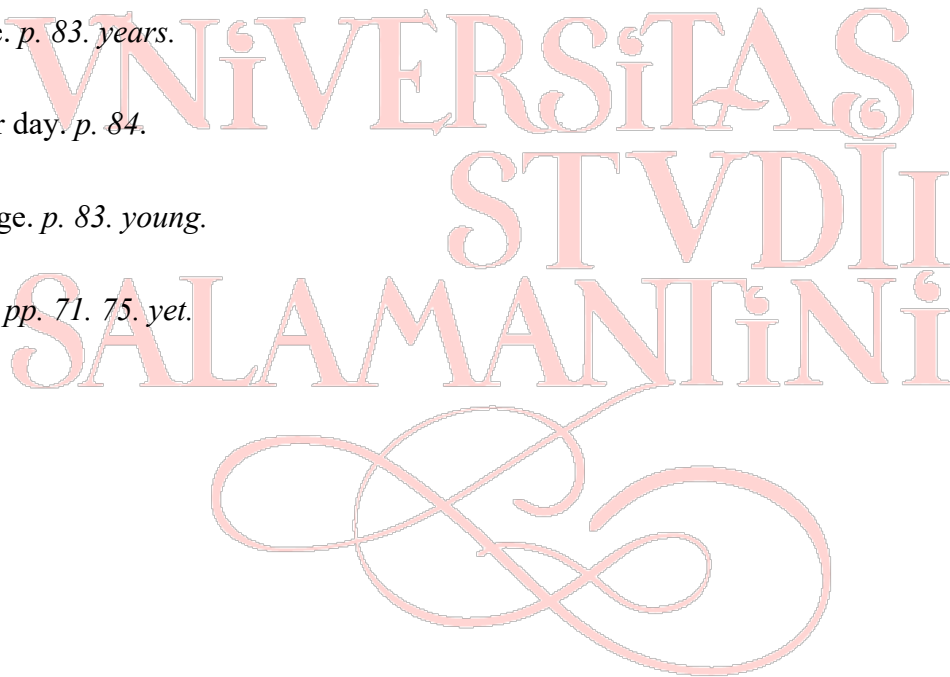 e. p. 83. years.
r day. p. 84.
ge. p. 83. young.
pp. 71. 75. yet.
VNiVERSiTAS
STVDII
SALAMANTiNi